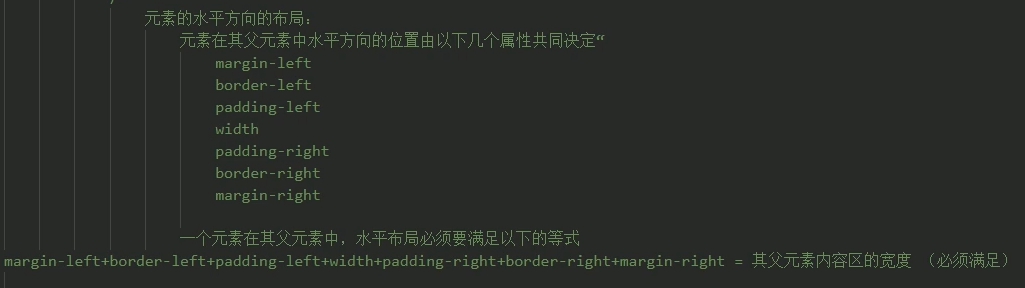 元素的水平方向的布局：
元素在其父元素中水平方向的位置由以下几个属性共同决定“
margin-left
border-left
padding-left
width
padding-right
border-right
margin-right
一个元素在其父元素中，水平布局必须要满足以下的等式
margin-left+border-left+padding-left+width+padding-right+border-right+margin-right = 其父元素内容区的宽度 （必须满足）